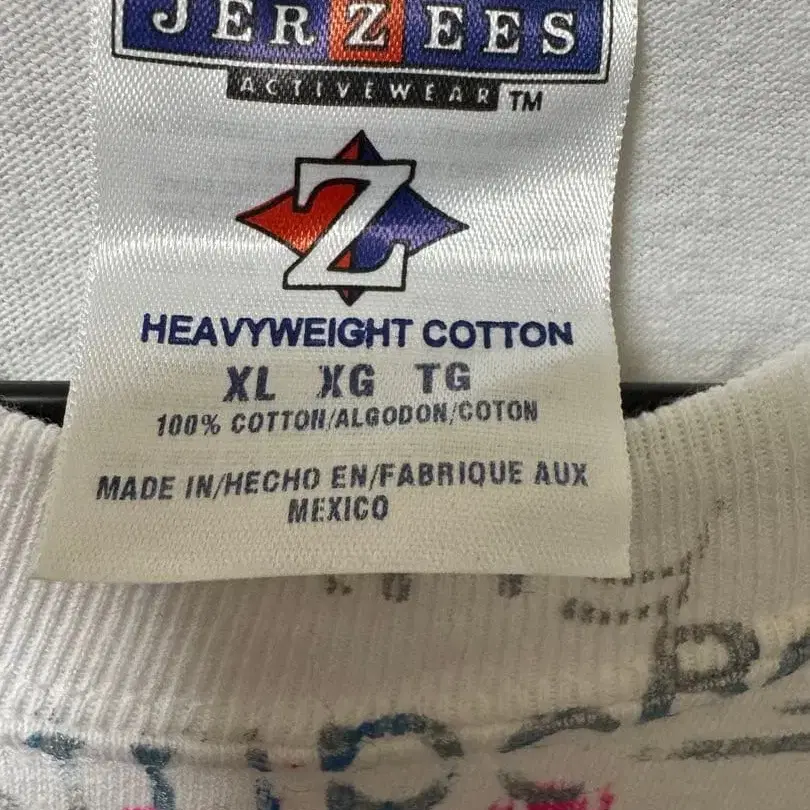 JERZEES
ACTIVEWEAR TM
Z
HEAVYWEIGHT COTTON
XL XG TG
100% COTTON/ALGODON/COTON
MADE IN/HECHO EN/FABRIQUE AUX
MEXICO